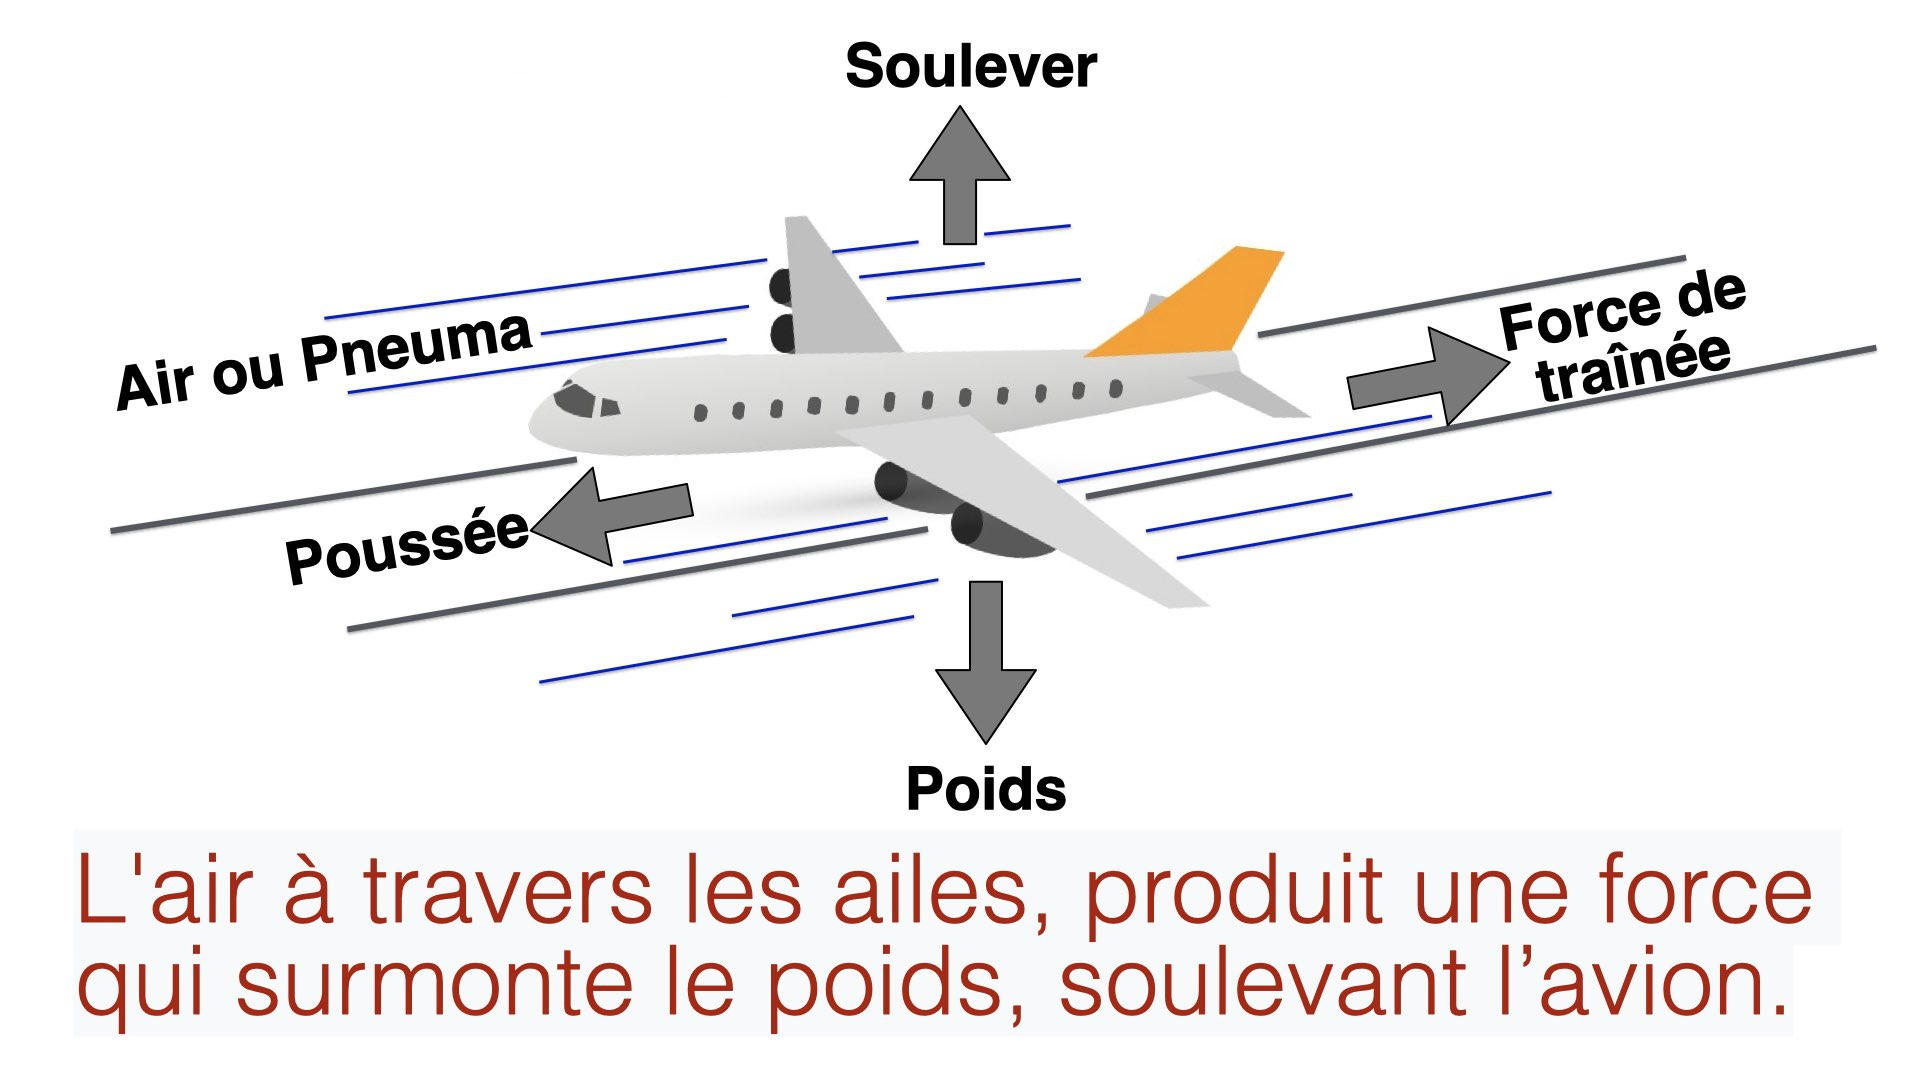 Soulever
Air ou Pneuma
Force de
traînée
Poussée
Poids
L'air à travers les ailes, produit une force
qui surmonte le poids, soulevant l’avion.